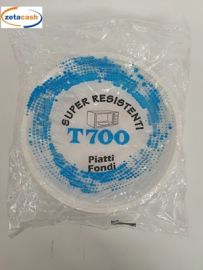 zetacash
SUPER RESISTENTI
T700
Piatti
Fondi